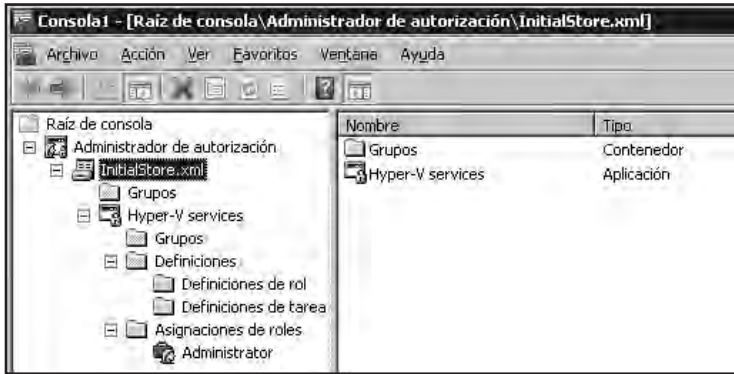 Consola1 - [Raíz de consola\Administrador de autorización\InitialStore.xml]
Archivo Acción Ver Favoritos Ventana Ayuda
Raíz de consola
Administrador de autorización
InitialStore.xml
Grupos
Hyper-V services
Grupos
Definiciones
Definiciones de rol
Definiciones de tarea
Asignaciones de roles
Administrator
Nombre Tipo
Grupos Contenedor
Hyper-V services Aplicación